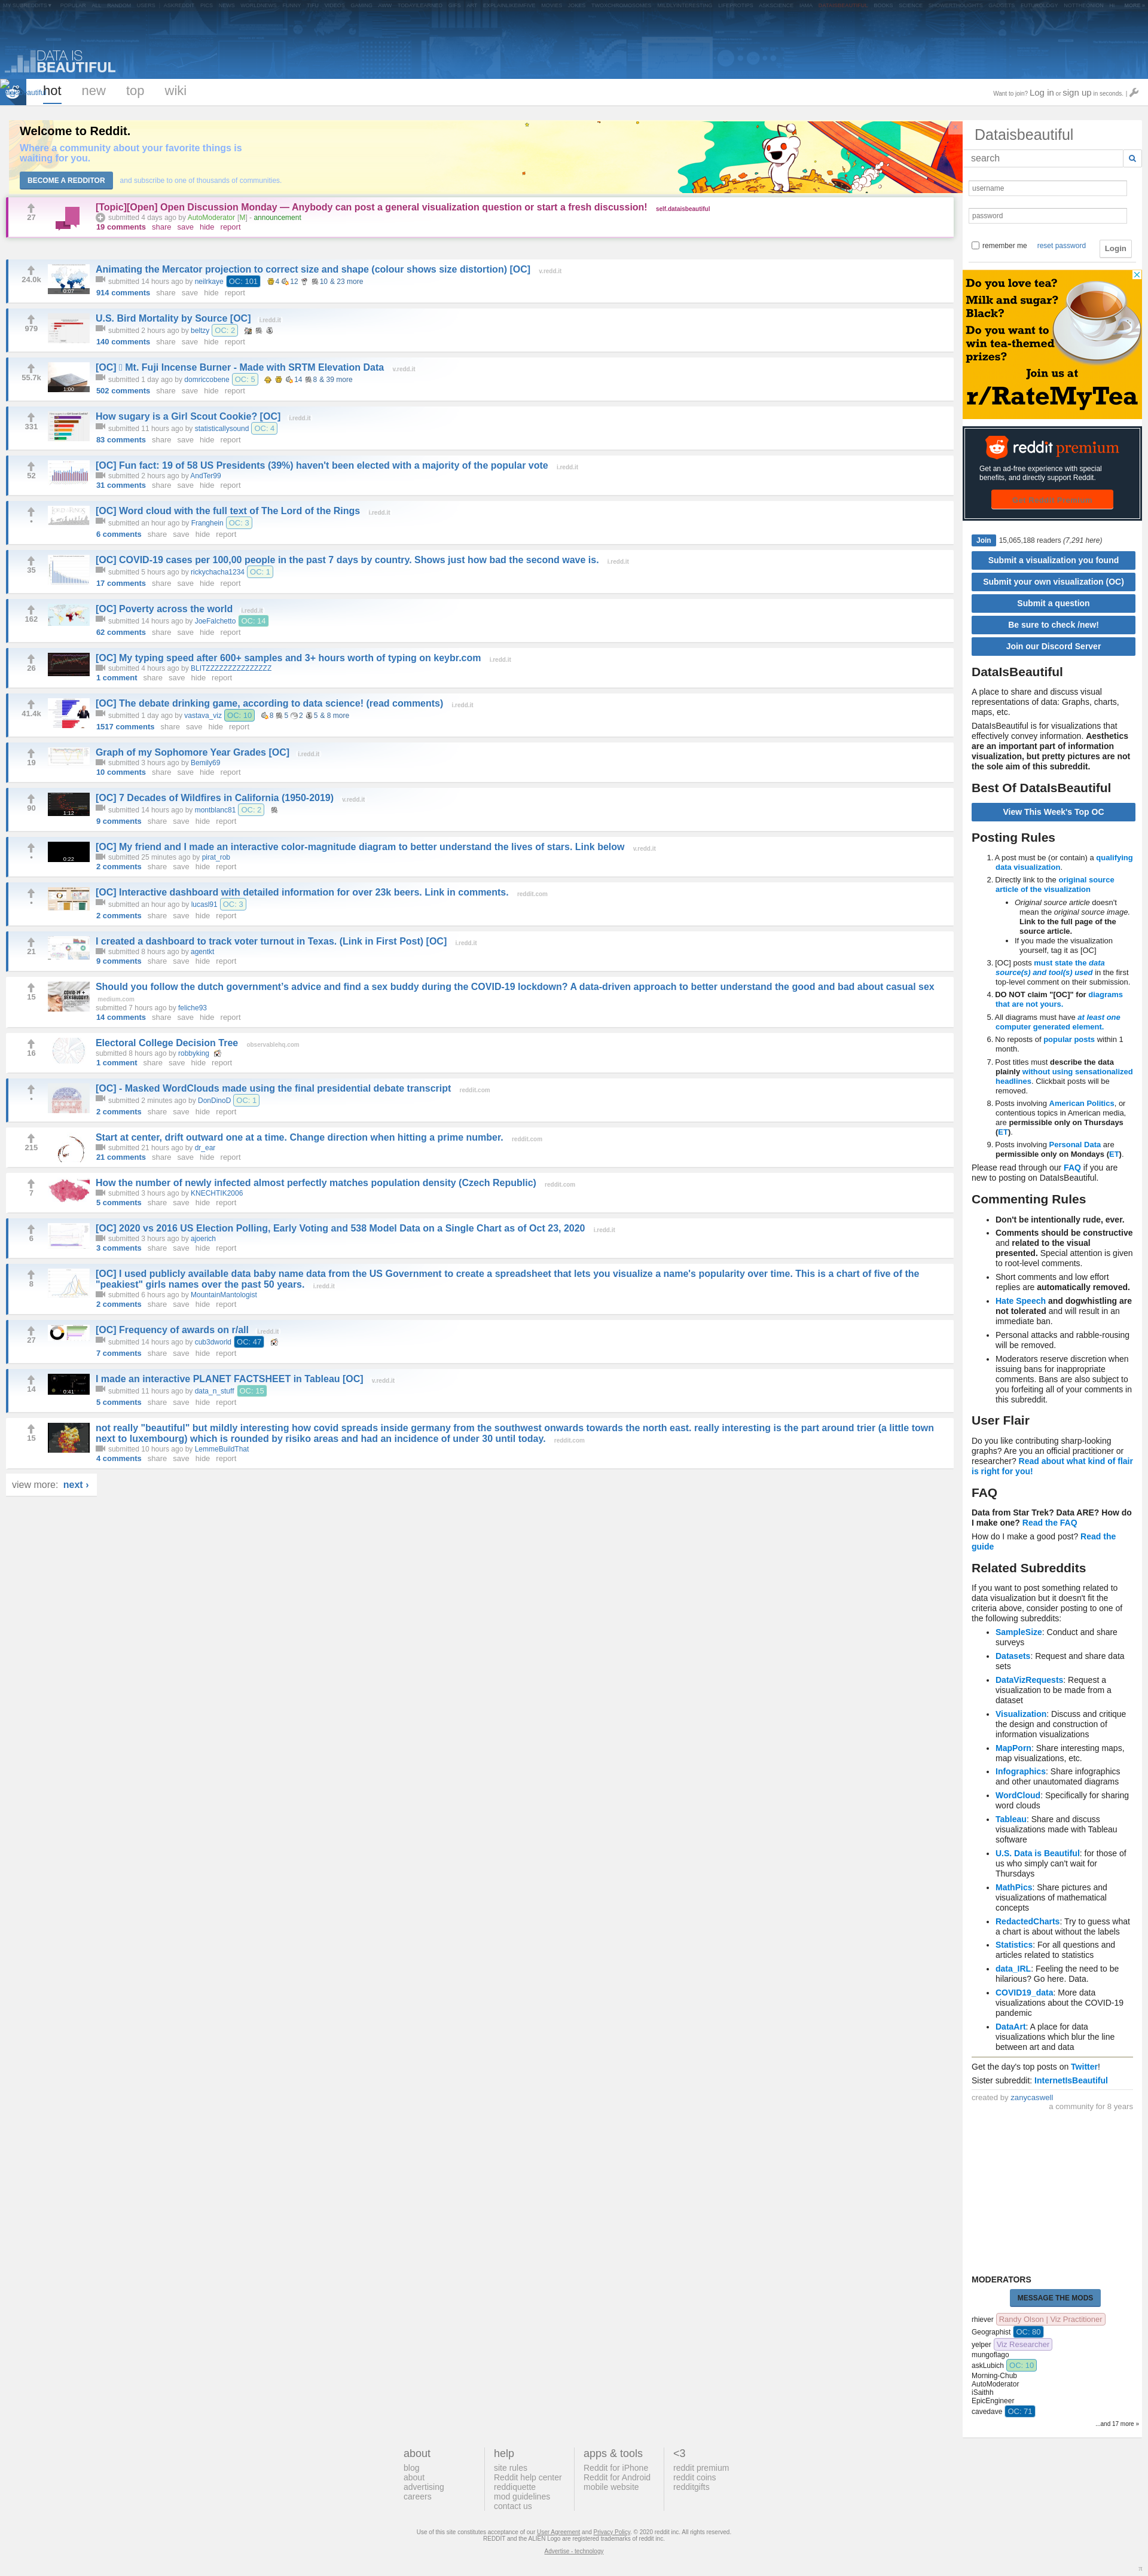 DATA IS
BEAUTIFUL
hot new top wiki
Want to join? Log in or sign up in seconds. |
Welcome to Reddit.
Where a community about your favorite things is
waiting for you.
BECOME A REDDITOR and subscribe to one of thousands of communities.
27
[Topic][Open] Open Discussion Monday — Anybody can post a general visualization question or start a fresh discussion! self.dataisbeautiful
submitted 4 days ago by AutoModerator [M] - announcement
19 comments share save hide report
24.0k
0:07
Animating the Mercator projection to correct size and shape (colour shows size distortion) [OC] v.redd.it
submitted 14 hours ago by neilrkaye OC: 101 4 12 10 & 23 more
914 comments share save hide report
979
U.S. Bird Mortality by Source [OC] i.redd.it
submitted 2 hours ago by beltzy OC: 2
140 comments share save hide report
55.7k
1:00
[OC] Mt. Fuji Incense Burner - Made with SRTM Elevation Data v.redd.it
submitted 1 day ago by domriccobene OC: 5 14 8 & 39 more
502 comments share save hide report
331
How sugary is a Girl Scout Cookie? [OC] i.redd.it
submitted 11 hours ago by statisticallysound OC: 4
83 comments share save hide report
52
[OC] Fun fact: 19 of 58 US Presidents (39%) haven't been elected with a majority of the popular vote i.redd.it
submitted 2 hours ago by AndTer99
31 comments share save hide report
•
[OC] Word cloud with the full text of The Lord of the Rings i.redd.it
submitted an hour ago by Franghein OC: 3
6 comments share save hide report
35
[OC] COVID-19 cases per 100,00 people in the past 7 days by country. Shows just how bad the second wave is. i.redd.it
submitted 5 hours ago by rickychacha1234 OC: 1
17 comments share save hide report
162
[OC] Poverty across the world i.redd.it
submitted 14 hours ago by JoeFalchetto OC: 14
62 comments share save hide report
26
[OC] My typing speed after 600+ samples and 3+ hours worth of typing on keybr.com i.redd.it
submitted 4 hours ago by
1 comment share save hide report
41.4k
[OC] The debate drinking game, according to data science! (read comments) i.redd.it
submitted 1 day ago by vastava_viz OC: 10 8 5 2 5 & 8 more
1517 comments share save hide report
19
Graph of my Sophomore Year Grades [OC] i.redd.it
submitted 3 hours ago by Bemily69
10 comments share save hide report
90
1:12
[OC] 7 Decades of Wildfires in California (1950-2019) v.redd.it
submitted 14 hours ago by montblanc81 OC: 2
9 comments share save hide report
•
0:22
[OC] My friend and I made an interactive color-magnitude diagram to better understand the lives of stars. Link below v.redd.it
submitted 25 minutes ago by pirat_rob
2 comments share save hide report
•
[OC] Interactive dashboard with detailed information for over 23k beers. Link in comments. reddit.com
submitted an hour ago by lucasl91 OC: 3
2 comments share save hide report
21
I created a dashboard to track voter turnout in Texas. (Link in First Post) [OC] i.redd.it
submitted 8 hours ago by agentkt
9 comments share save hide report
15
Should you follow the dutch government's advice and find a sex buddy during the COVID-19 lockdown? A data-driven approach to better understand the good and bad about casual sex
medium.com
submitted 7 hours ago by feliche93
14 comments share save hide report
16
Electoral College Decision Tree observablehq.com
submitted 8 hours ago by robbyking
1 comment share save hide report
•
[OC] - Masked WordClouds made using the final presidential debate transcript reddit.com
submitted 2 minutes ago by DonDinoD OC: 1
2 comments share save hide report
215
Start at center, drift outward one at a time. Change direction when hitting a prime number. reddit.com
submitted 21 hours ago by dr_ear
21 comments share save hide report
7
How the number of newly infected almost perfectly matches population density (Czech Republic) reddit.com
submitted 3 hours ago by KNECHTIK2006
5 comments share save hide report
6
[OC] 2020 vs 2016 US Election Polling, Early Voting and 538 Model Data on a Single Chart as of Oct 23, 2020 i.redd.it
submitted 3 hours ago by ajoerich
3 comments share save hide report
8
[OC] I used publicly available data baby name data from the US Government to create a spreadsheet that lets you visualize a name's popularity over time. This is a chart of five of the
"peakiest" girls names over the past 50 years. i.redd.it
submitted 6 hours ago by MountainMantologist
2 comments share save hide report
27
[OC] Frequency of awards on r/all i.redd.it
submitted 14 hours ago by cub3dworld OC: 47
7 comments share save hide report
14
0:41
I made an interactive PLANET FACTSHEET in Tableau [OC] v.redd.it
submitted 11 hours ago by data_n_stuff OC: 15
5 comments share save hide report
15
not really "beautiful" but mildly interesting how covid spreads inside germany from the southwest onwards towards the north east. really interesting is the part around trier (a little town
next to luxembourg) which is rounded by risiko areas and had an incidence of under 30 until today. reddit.com
submitted 10 hours ago by LemmeBuildThat
4 comments share save hide report
view more: next ›
Dataisbeautiful
search
username
password
remember me reset password Login
Do you love tea?
Milk and sugar?
Black?
Do you want to
win tea-themed
prizes?
Join us at
r/RateMyTea
reddit premium
Get an ad-free experience with special
benefits, and directly support Reddit.
Join 15,065,188 readers (7,291 here)
Submit a visualization you found
Submit your own visualization (OC)
Submit a question
Be sure to check /new!
Join our Discord Server
DataIsBeautiful
A place to share and discuss visual
representations of data: Graphs, charts,
maps, etc.
DataIsBeautiful is for visualizations that
effectively convey information. Aesthetics
are an important part of information
visualization, but pretty pictures are not
the sole aim of this subreddit.
Best Of DataIsBeautiful
View This Week's Top OC
Posting Rules
1. A post must be (or contain) a qualifying
data visualization.
2. Directly link to the original source
article of the visualization
• Original source article doesn't
mean the original source image.
Link to the full page of the
source article.
• If you made the visualization
yourself, tag it as [OC]
3. [OC] posts must state the data
source(s) and tool(s) used in the first
top-level comment on their submission.
4. DO NOT claim "[OC]" for diagrams
that are not yours.
5. All diagrams must have at least one
computer generated element.
6. No reposts of popular posts within 1
month.
7. Post titles must describe the data
plainly without using sensationalized
headlines. Clickbait posts will be
removed.
8. Posts involving American Politics, or
contentious topics in American media,
are permissible only on Thursdays
(ET).
9. Posts involving Personal Data are
permissible only on Mondays (ET).
Please read through our FAQ if you are
new to posting on DataIsBeautiful.
Commenting Rules
• Don't be intentionally rude, ever.
• Comments should be constructive
and related to the visual
presented. Special attention is given
to root-level comments.
• Short comments and low effort
replies are automatically removed.
• Hate Speech and dogwhistling are
not tolerated and will result in an
immediate ban.
• Personal attacks and rabble-rousing
will be removed.
• Moderators reserve discretion when
issuing bans for inappropriate
comments. Bans are also subject to
you forfeiting all of your comments in
this subreddit.
User Flair
Do you like contributing sharp-looking
graphs? Are you an official practitioner or
researcher? Read about what kind of flair
is right for you!
FAQ
Data from Star Trek? Data ARE? How do
I make one? Read the FAQ
How do I make a good post? Read the
guide
Related Subreddits
If you want to post something related to
data visualization but it doesn't fit the
criteria above, consider posting to one of
the following subreddits:
• SampleSize: Conduct and share
surveys
• Datasets: Request and share data
sets
• DataVizRequests: Request a
visualization to be made from a
dataset
• Visualization: Discuss and critique
the design and construction of
information visualizations
• MapPorn: Share interesting maps,
map visualizations, etc.
• Infographics: Share infographics
and other unautomated diagrams
• WordCloud: Specifically for sharing
word clouds
• Tableau: Share and discuss
visualizations made with Tableau
software
• U.S. Data is Beautiful: for those of
us who simply can't wait for
Thursdays
• MathPics: Share pictures and
visualizations of mathematical
concepts
• RedactedCharts: Try to guess what
a chart is about without the labels
• Statistics: For all questions and
articles related to statistics
• data_IRL: Feeling the need to be
hilarious? Go here. Data.
• COVID19_data: More data
visualizations about the COVID-19
pandemic
• DataArt: A place for data
visualizations which blur the line
between art and data
Get the day's top posts on Twitter!
Sister subreddit: InternetIsBeautiful
created by zanycaswell
a community for 8 years
MODERATORS
MESSAGE THE MODS
rhiever Randy Olson | Viz Practitioner
Geographist OC: 80
yelper Viz Researcher
mungoflago
askLubich OC: 10
Morning-Chub
AutoModerator
iSaithh
EpicEngineer
cavedave OC: 71
...and 17 more »
about
blog
about
advertising
careers
help
site rules
Reddit help center
reddiquette
mod guidelines
contact us
apps & tools
Reddit for iPhone
Reddit for Android
mobile website
<3
reddit premium
reddit coins
redditgifts
Use of this site constitutes acceptance of our User Agreement and Privacy Policy. © 2020 reddit inc. All rights reserved.
REDDIT and the ALIEN Logo are registered trademarks of reddit inc.
Advertise - technology
π